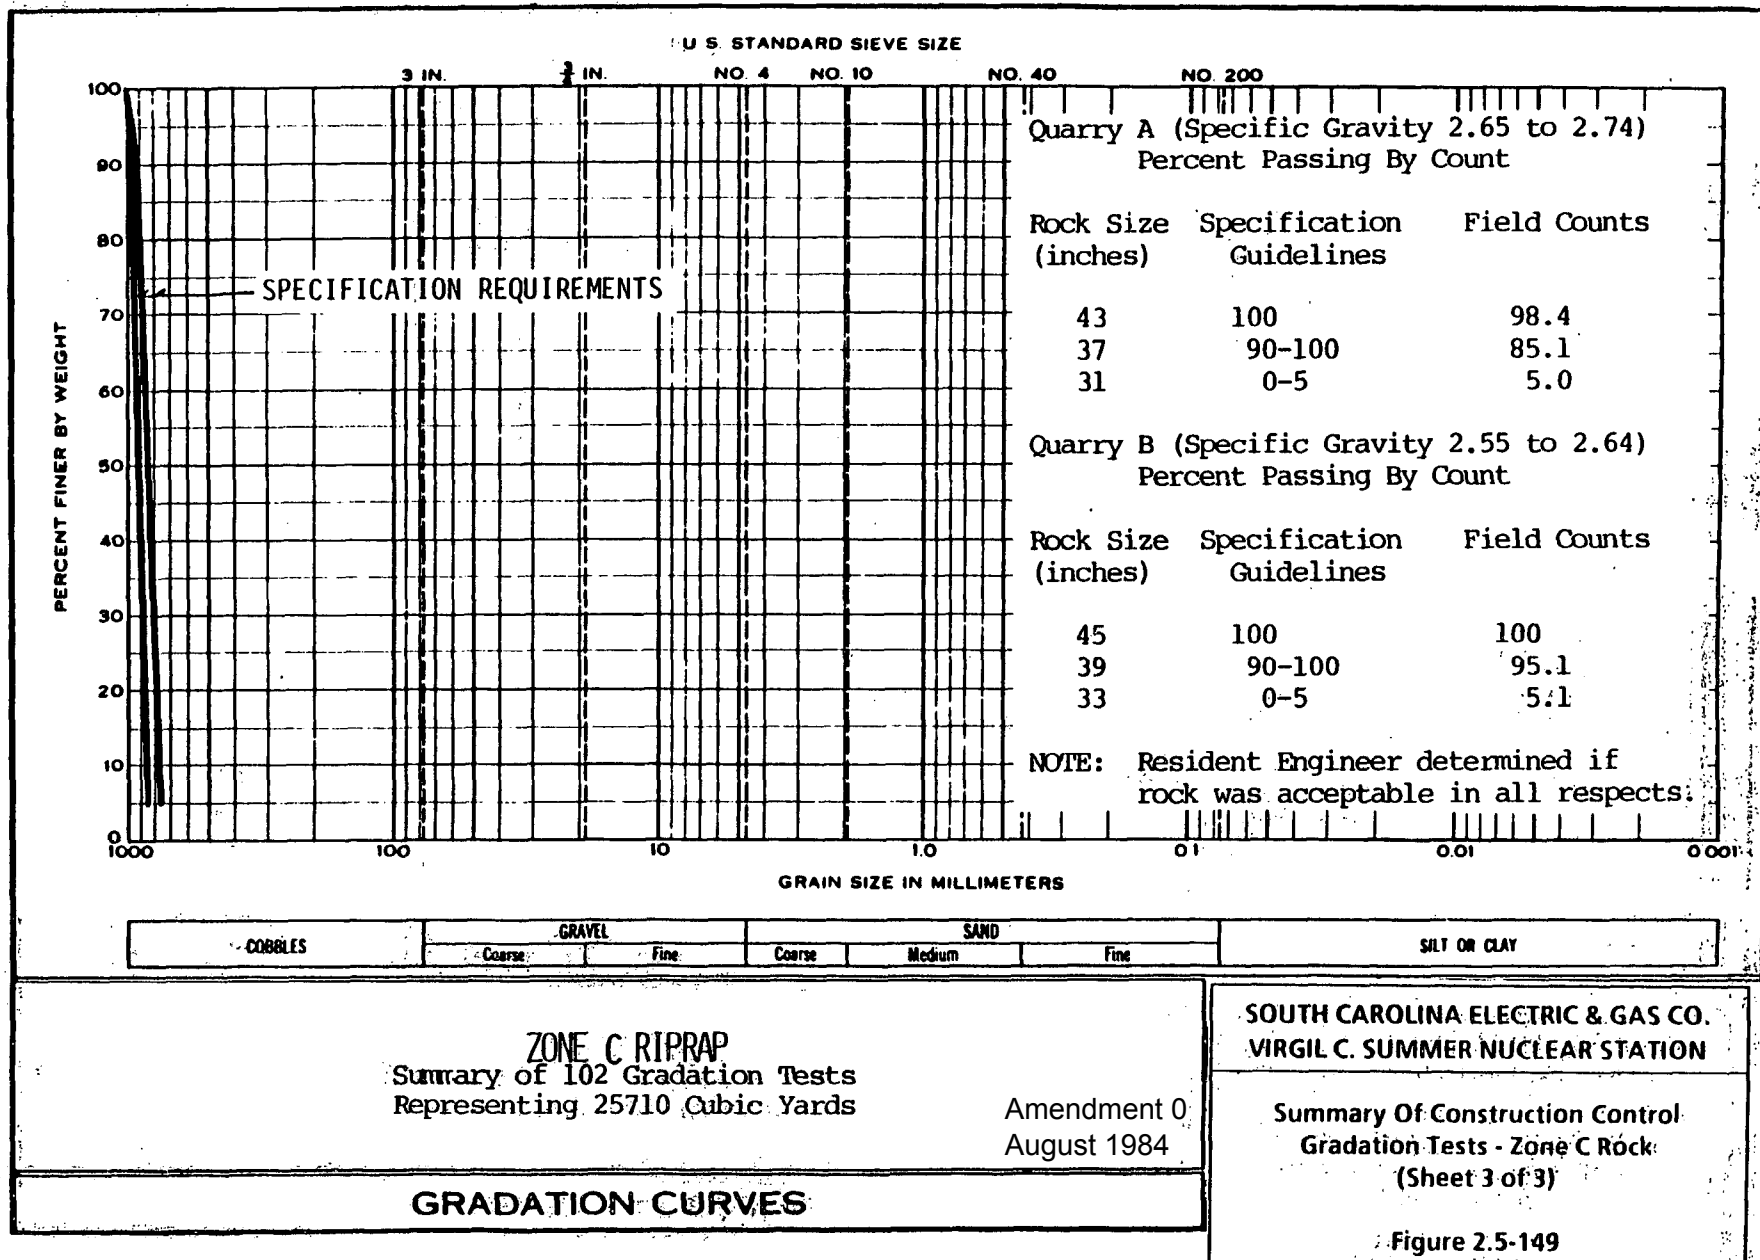 U S. STANDARD SIEVE SIZE
3 IN. 3/4 IN. NO. 4 NO. 10 NO. 40 NO. 200
PERCENT FINER BY WEIGHT
100
90
80
70
60
50
40
30
20
10
0
SPECIFICATION REQUIREMENTS
Quarry A (Specific Gravity 2.65 to 2.74)
Percent Passing By Count
Rock Size Specification Field Counts
(inches) Guidelines
43 100 98.4
37 90-100 85.1
31 0-5 5.0
Quarry B (Specific Gravity 2.55 to 2.64)
Percent Passing By Count
Rock Size Specification Field Counts
(inches) Guidelines
45 100 100
39 90-100 95.1
33 0-5 5.1
NOTE: Resident Engineer determined if
rock was acceptable in all respects.
1000 100 10 1.0 0 1 0.01 0 001
GRAIN SIZE IN MILLIMETERS
COBBLES GRAVEL SAND SILT OR CLAY
Coarse Fine Coarse Medium Fine
ZONE C RIPRAP
Summary of 102 Gradation Tests
Representing 25710 Cubic Yards
Amendment 0
August 1984
GRADATION CURVES
SOUTH CAROLINA ELECTRIC & GAS CO.
VIRGIL C. SUMMER NUCLEAR STATION
Summary Of Construction Control
Gradation Tests - Zone C Rock
(Sheet 3 of 3)
Figure 2.5-149